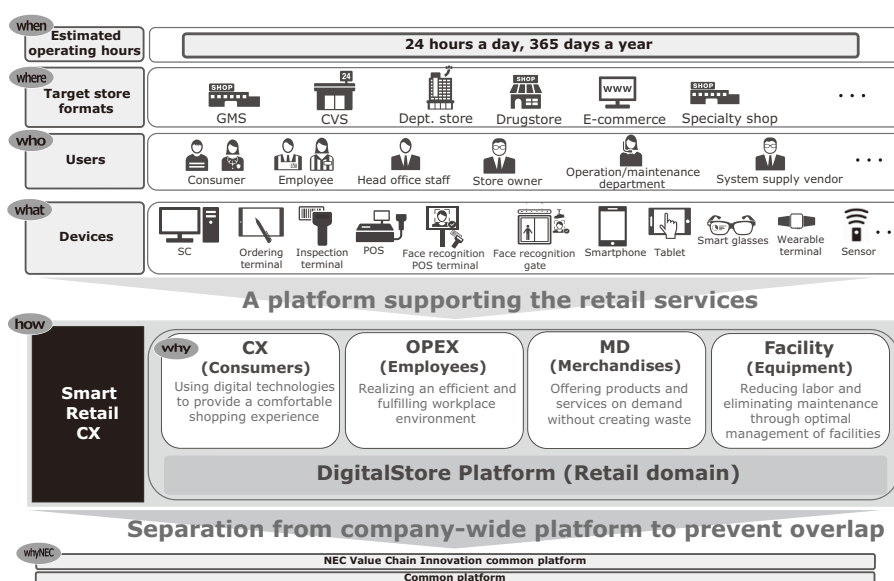 when
Estimated
operating hours
24 hours a day, 365 days a year
where
Target store
formats
SHOP
GMS
24
CVS
Dept. store
SHOP
Drugstore
WWW
E-commerce
SHOP
Specialty shop
• • •
who
Users
Consumer
Employee
Head office staff
Store owner
Operation/maintenance
department
System supply vendor
• • •
what
Devices
SC
Ordering
terminal
Inspection
terminal
POS
Face recognition
POS terminal
Face recognition
gate
Smartphone
Tablet
Smart glasses
Wearable
terminal
Sensor
• •
A platform supporting the retail services
how
Smart
Retail
CX
why
CX
(Consumers)
Using digital technologies
to provide a comfortable
shopping experience
OPEX
(Employees)
Realizing an efficient and
fulfilling workplace
environment
MD
(Merchandises)
Offering products and
services on demand
without creating waste
Facility
(Equipment)
Reducing labor and
eliminating maintenance
through optimal
management of facilities
DigitalStore Platform (Retail domain)
Separation from company-wide platform to prevent overlap
whyNEC
NEC Value Chain Innovation common platform
Common platform